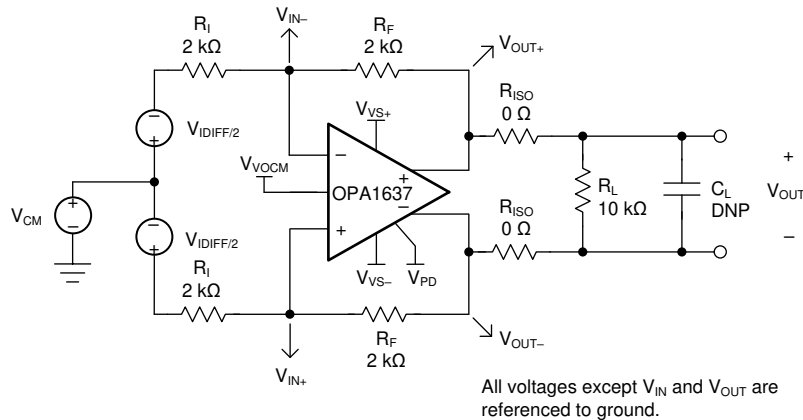 R_I
2 kΩ
V_IN–
R_F
2 kΩ
V_OUT+
R_ISO
0 Ω
–
+
V_IDIFF/2
V_VS+
–
V_VOCM
OPA1637
+
–
+
R_L
10 kΩ
C_L
DNP
+
V_OUT
–
V_CM
+
–
–
+
V_IDIFF/2
R_ISO
0 Ω
V_VS–
V_PD
R_I
2 kΩ
R_F
2 kΩ
V_IN+
V_OUT–
All voltages except V_IN and V_OUT are
referenced to ground.